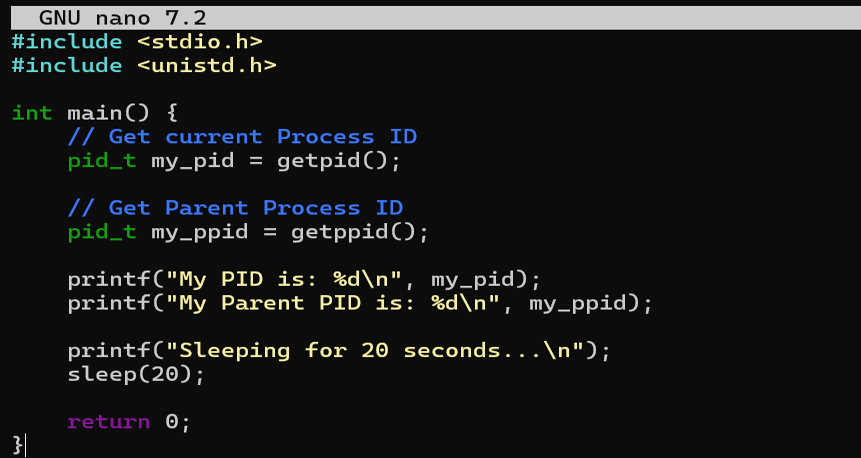 GNU nano 7.2
#include <stdio.h>
#include <unistd.h>
int main() {
// Get current Process ID
pid_t my_pid = getpid();
// Get Parent Process ID
pid_t my_ppid = getppid();
printf("My PID is: %d\n", my_pid);
printf("My Parent PID is: %d\n", my_ppid);
printf("Sleeping for 20 seconds...\n");
sleep(20);
return 0;
}